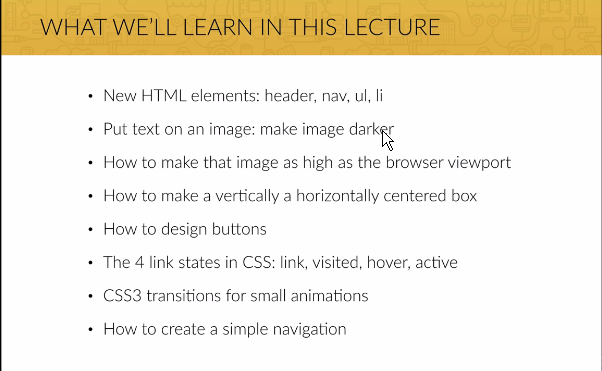 WHAT WE'LL LEARN IN THIS LECTURE
• New HTML elements: header, nav, ul, li
• Put text on an image: make image darker
• How to make that image as high as the browser viewport
• How to make a vertically a horizontally centered box
• How to design buttons
• The 4 link states in CSS: link, visited, hover, active
• CSS3 transitions for small animations
• How to create a simple navigation